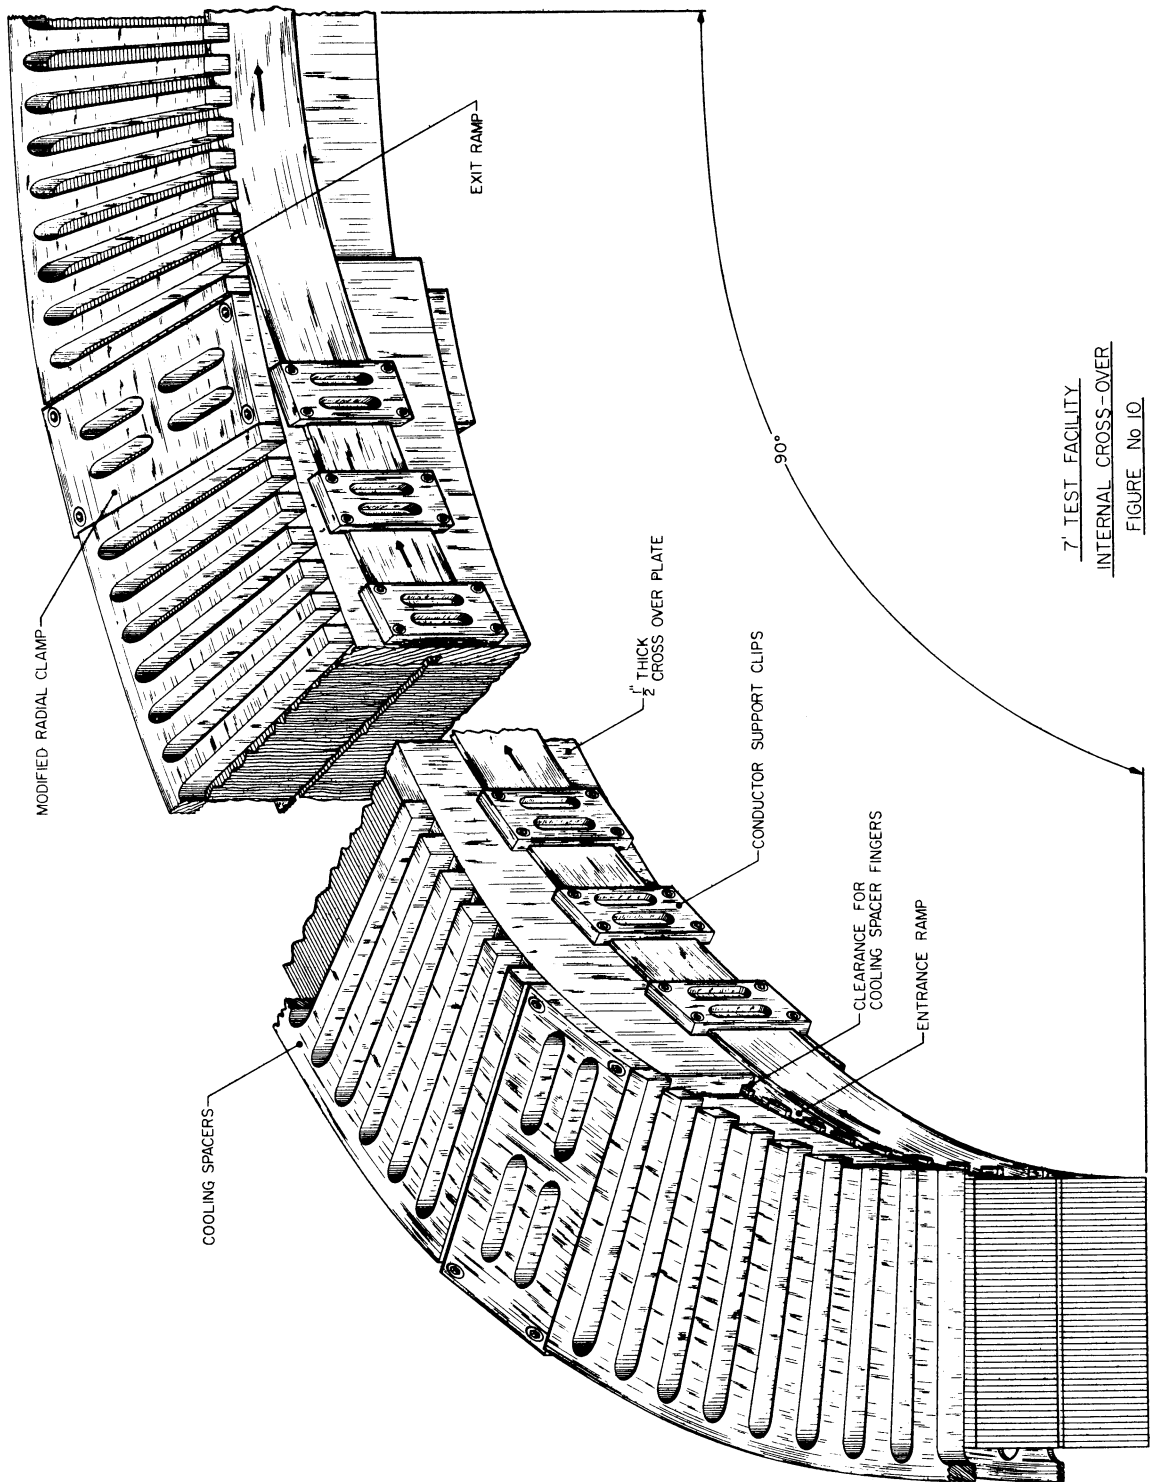 MODIFIED RADIAL CLAMP
EXIT RAMP
COOLING SPACERS
1/2" THICK
CROSS OVER PLATE
CONDUCTOR SUPPORT CLIPS
CLEARANCE FOR
COOLING SPACER FINGERS
ENTRANCE RAMP
90°
7' TEST FACILITY
INTERNAL CROSS-OVER
FIGURE No 10